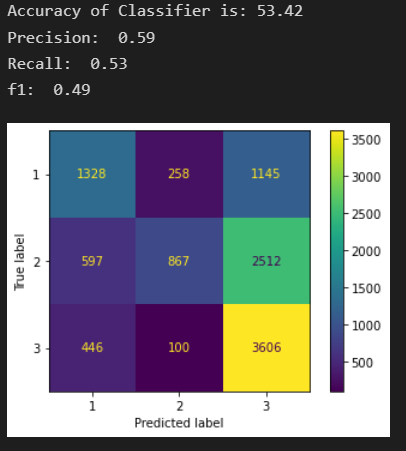 Accuracy of Classifier is: 53.42
Precision:  0.59
Recall:  0.53
f1:  0.49
1328 258 1145
597 867 2512
446 100 3606
1
2
3
True label
1 2 3
Predicted label
3500
3000
2500
2000
1500
1000
500